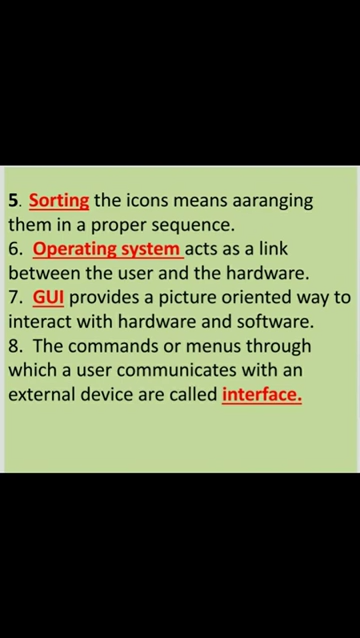 5. Sorting the icons means aaranging
them in a proper sequence.
6. Operating system acts as a link
between the user and the hardware.
7. GUI provides a picture oriented way to
interact with hardware and software.
8. The commands or menus through
which a user communicates with an
external device are called interface.